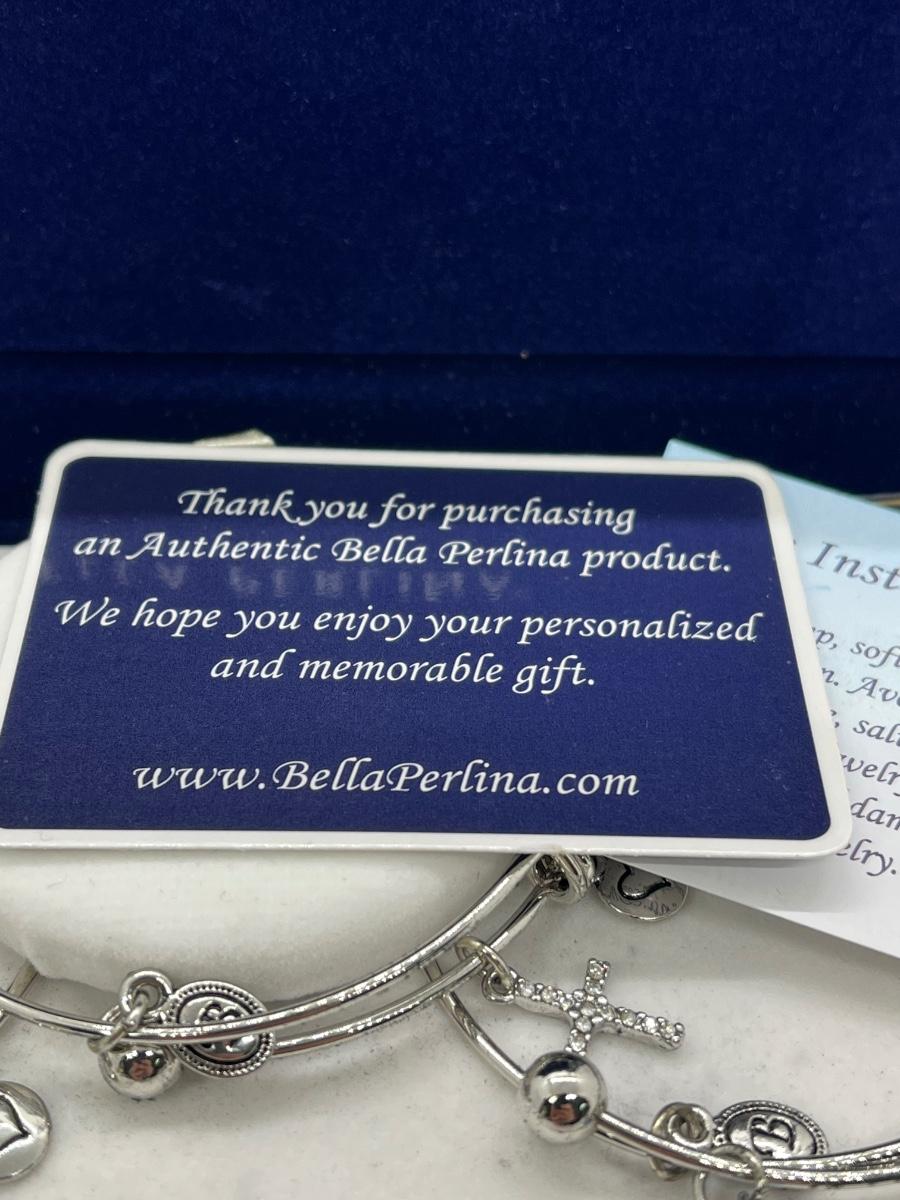 Thank you for purchasing
an Authentic Bella Perlina product.
We hope you enjoy your personalized
and memorable gift.
www.BellaPerlina.com
B
B